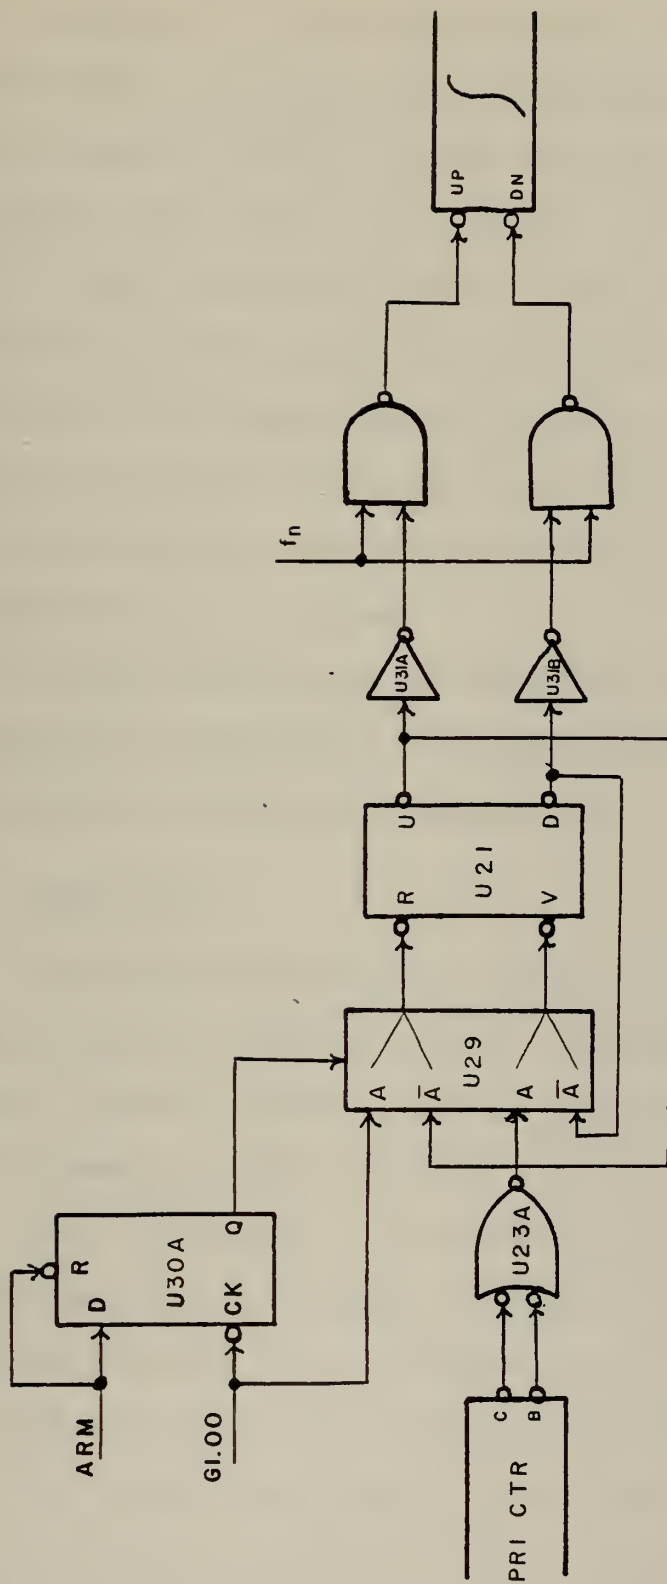 ARM
D R
U30A
CK Q
G1.00
fn
A
A̅
U29
A
A̅
R U
U21
V D
U31A
U31B
UP
DN
PRI CTR
C
B
U23A